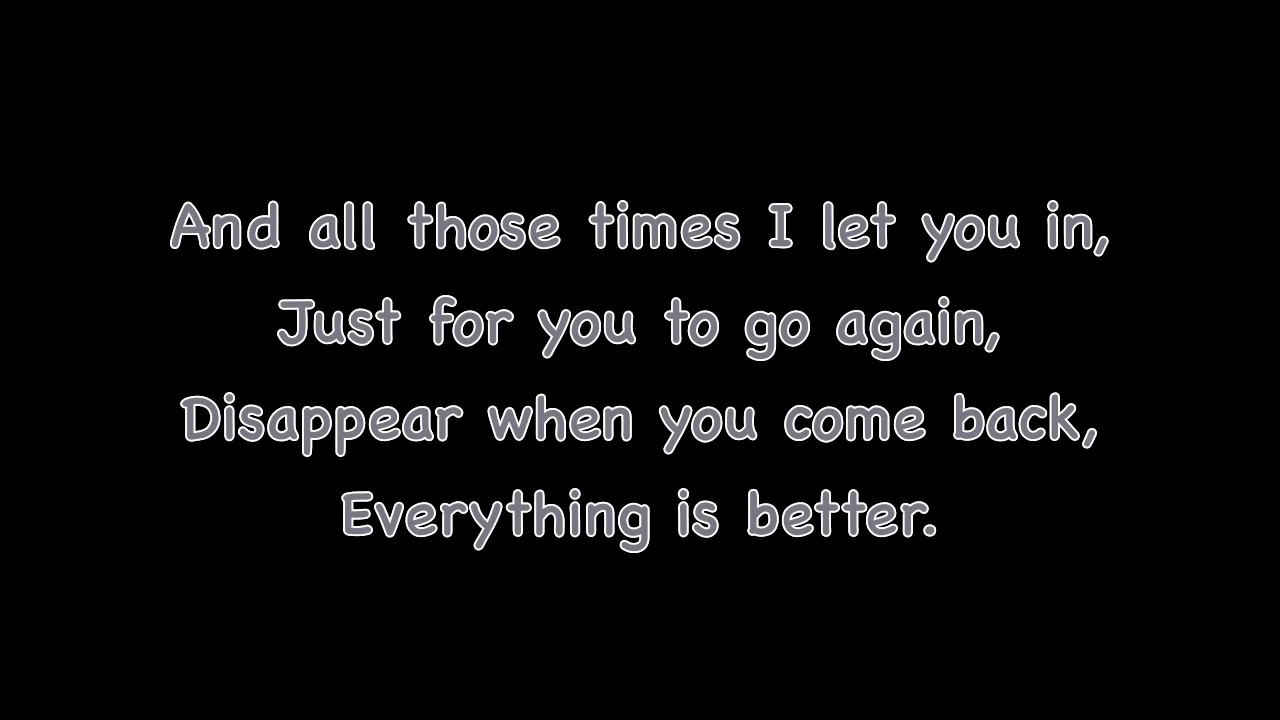 And all those times I let you in,
Just for you to go again,
Disappear when you come back,
Everything is better.